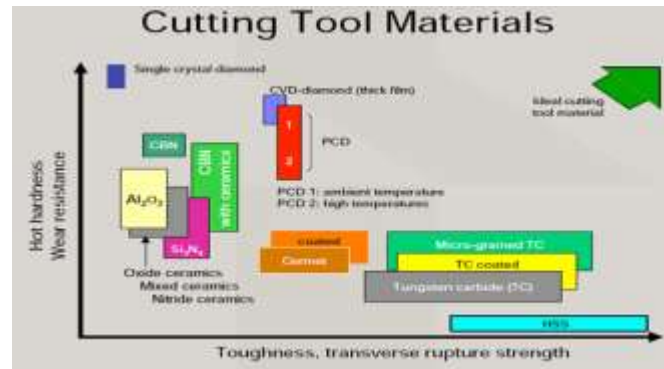 Cutting Tool Materials
Single crystal-diamond
CVD-diamond (thick film)
Ideal cutting
tool material
1
2
PCD
CBN
CBN
with ceramics
Al₂O₃
Si₃N₄
PCD 1: ambient temperature
PCD 2: high temperatures
Oxide ceramics
Mixed ceramics
Nitride ceramics
coated
Cermet
Micro-grained TC
TC coated
Tungsten carbide (TC)
HSS
Hot hardness
Wear resistance
Toughness, transverse rupture strength